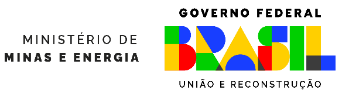 MINISTÉRIO DE
MINAS E ENERGIA
GOVERNO FEDERAL
BRASIL
UNIÃO E RECONSTRUÇÃO